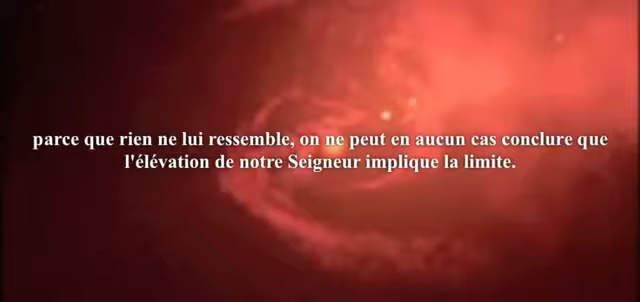 parce que rien ne lui ressemble, on ne peut en aucun cas conclure que
l'élévation de notre Seigneur implique la limite.